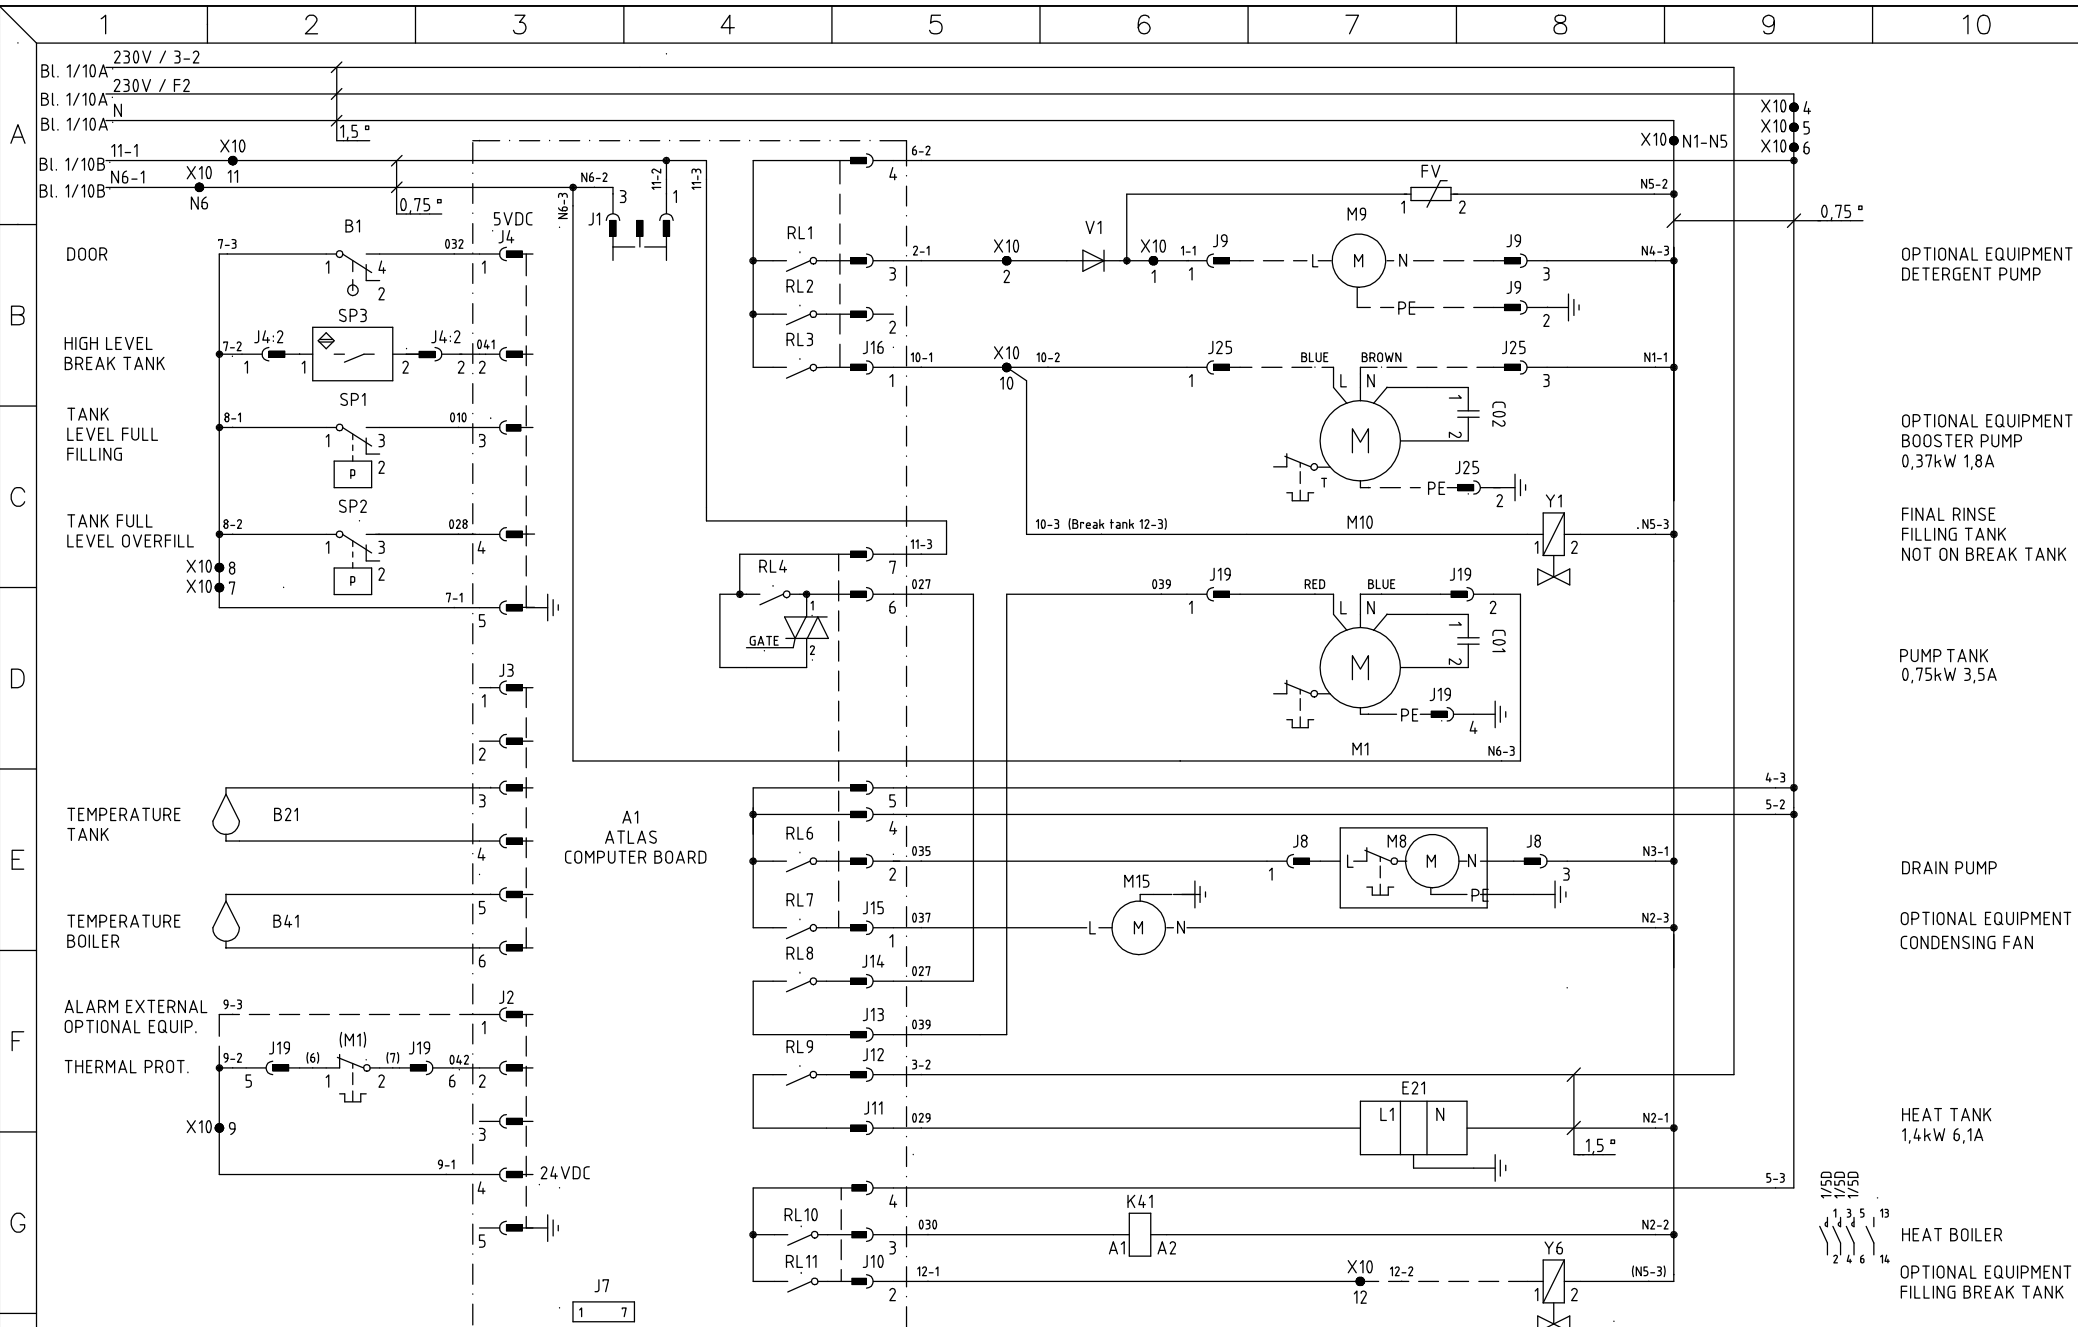 1 2 3 4 5 6 7 8 9 10
Bl. 1/10A 230V / 3-2
Bl. 1/10A 230V / F2
Bl. 1/10A N
1,5 ¤
A
Bl. 1/10B 11-1 X10 11
Bl. 1/10B N6-1 X10 N6
0,75 ¤
N6-2 N6-3 11-2 11-3
J1 3 1
6-2 4
X10 N1-N5
X10 4
X10 5
X10 6
FV 1 2 N5-2
0,75 ¤
B
DOOR 7-3 B1 1 4 2 032 5VDC J4 1
RL1 3 2-1 X10 2 V1 X10 1 1-1 J9 1 L M9 M N J9 3 N4-3
OPTIONAL EQUIPMENT
DETERGENT PUMP
RL2 2 PE J9 2
HIGH LEVEL
BREAK TANK
7-2 J4:2 1 1 SP3 2 J4:2 2 041 2
RL3 J16 1 10-1 X10 10 10-2 J25 1 BLUE L BROWN N J25 3 N1-1
C
TANK
LEVEL FULL
FILLING
8-1 SP1 1 3 2 p 010 3
M T 1 2 C02 PE J25 2 M10
OPTIONAL EQUIPMENT
BOOSTER PUMP
0,37kW 1,8A
TANK FULL
LEVEL OVERFILL
8-2 SP2 1 3 2 p 028 4
10-3 (Break tank 12-3) Y1 1 2 N5-3
FINAL RINSE
FILLING TANK
NOT ON BREAK TANK
X10 8
X10 7
7-1 5
11-3 7
RL4 1 2 GATE 6 027
039 J19 1 RED L BLUE N J19 2
D
M 1 2 C01 PE J19 4 M1 N6-3
PUMP TANK
0,75kW 3,5A
J3 1
2
E
TEMPERATURE
TANK
B21 3 4
A1
ATLAS
COMPUTER BOARD
5 4-3
4 5-2
RL6 2 035 J8 1 L M8 M N PE J8 3 N3-1
DRAIN PUMP
TEMPERATURE
BOILER
B41 5 6
RL7 J15 1 037 L M15 M N N2-3
OPTIONAL EQUIPMENT
CONDENSING FAN
F
RL8 J14 027
J13 039
ALARM EXTERNAL
OPTIONAL EQUIP.
9-3 J2 1
THERMAL PROT. 9-2 J19 5 (6) (M1) 1 2 (7) J19 6 042 2
RL9 J12 3-2
J11 029 E21 L1 N N2-1
1,5 ¤
HEAT TANK
1,4kW 6,1A
X10 9
3
9-1 4 24VDC
G
5
4 5-3
RL10 3 030 K41 A1 A2 N2-2
1/5D 1/5D 1/5D
1 3 5 13
2 4 6 14
HEAT BOILER
RL11 J10 2 12-1 X10 12 12-2 Y6 1 2 (N5-3)
OPTIONAL EQUIPMENT
FILLING BREAK TANK
J7
1 7